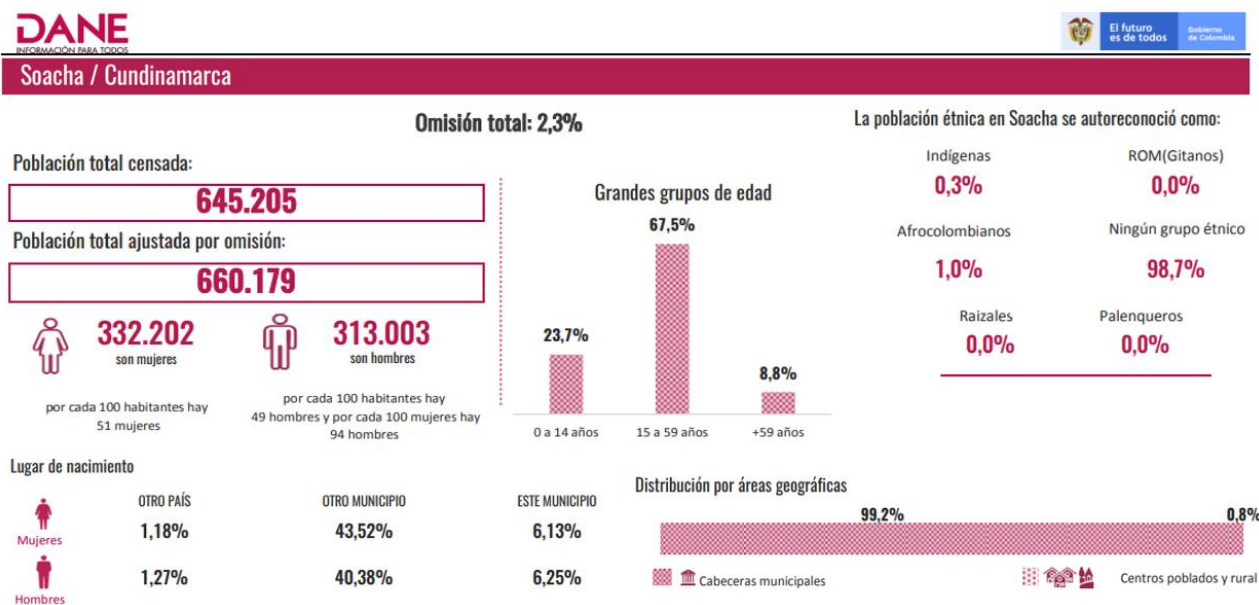 DANE
INFORMACIÓN PARA TODOS
El futuro
es de todos
Gobierno
de Colombia
Soacha / Cundinamarca
Omisión total: 2,3%
Población total censada:
645.205
Población total ajustada por omisión:
660.179
332.202
son mujeres
por cada 100 habitantes hay
51 mujeres
313.003
son hombres
por cada 100 habitantes hay
49 hombres y por cada 100 mujeres hay
94 hombres
Grandes grupos de edad
23,7%
67,5%
8,8%
0 a 14 años
15 a 59 años
+59 años
La población étnica en Soacha se autoreconoció como:
Indígenas
0,3%
ROM(Gitanos)
0,0%
Afrocolombianos
1,0%
Ningún grupo étnico
98,7%
Raizales
0,0%
Palenqueros
0,0%
Lugar de nacimiento
OTRO PAÍS
OTRO MUNICIPIO
ESTE MUNICIPIO
Mujeres
1,18%
43,52%
6,13%
Hombres
1,27%
40,38%
6,25%
Distribución por áreas geográficas
99,2%
0,8%
Cabeceras municipales
Centros poblados y rural